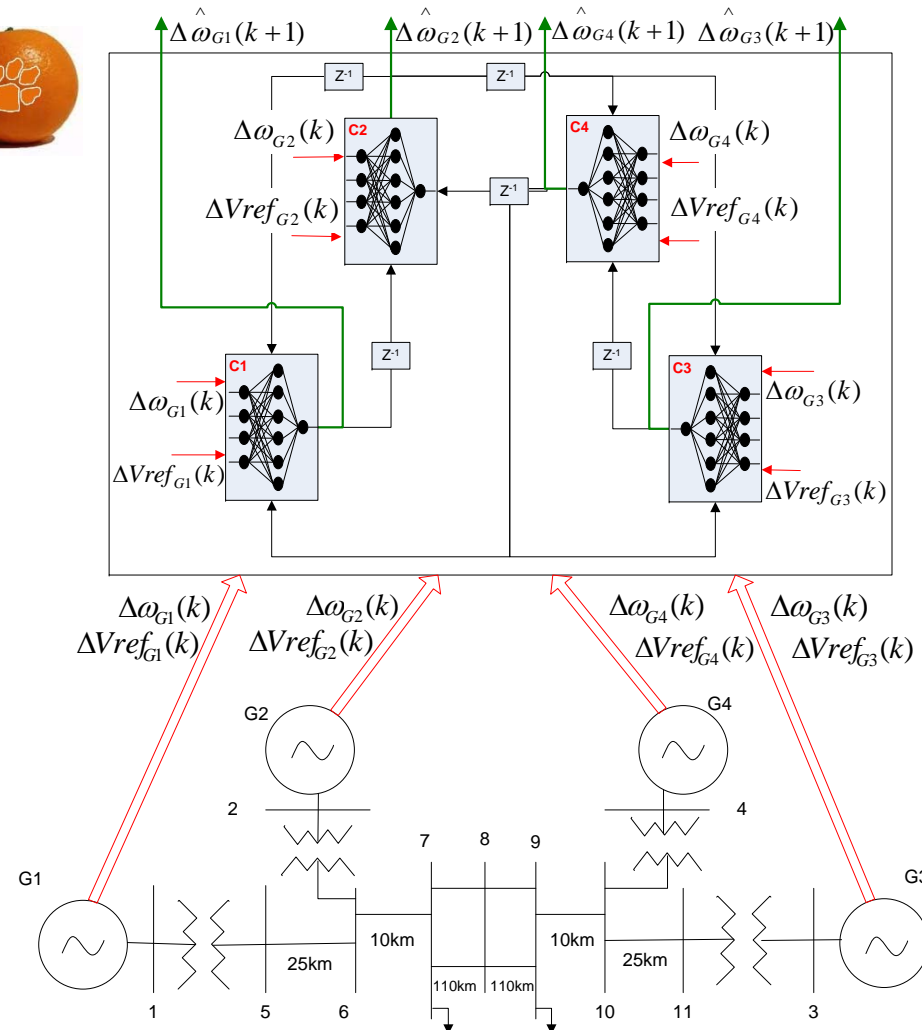 Δω̂G1(k+1) Δω̂G2(k+1) Δω̂G4(k+1) Δω̂G3(k+1)
Z-1 Z-1
C2 C4
ΔωG2(k) ΔωG4(k)
Z-1
ΔVrefG2(k) ΔVrefG4(k)
Z-1 Z-1
C1 C3
ΔωG1(k) ΔωG3(k)
ΔVrefG1(k) ΔVrefG3(k)
ΔωG1(k) ΔωG2(k) ΔωG4(k) ΔωG3(k)
ΔVrefG1(k) ΔVrefG2(k) ΔVrefG4(k) ΔVrefG3(k)
G2 G4
2 4
7 8 9
G1 G3
10km 10km
25km 25km
110km 110km
1 5 6 10 11 3